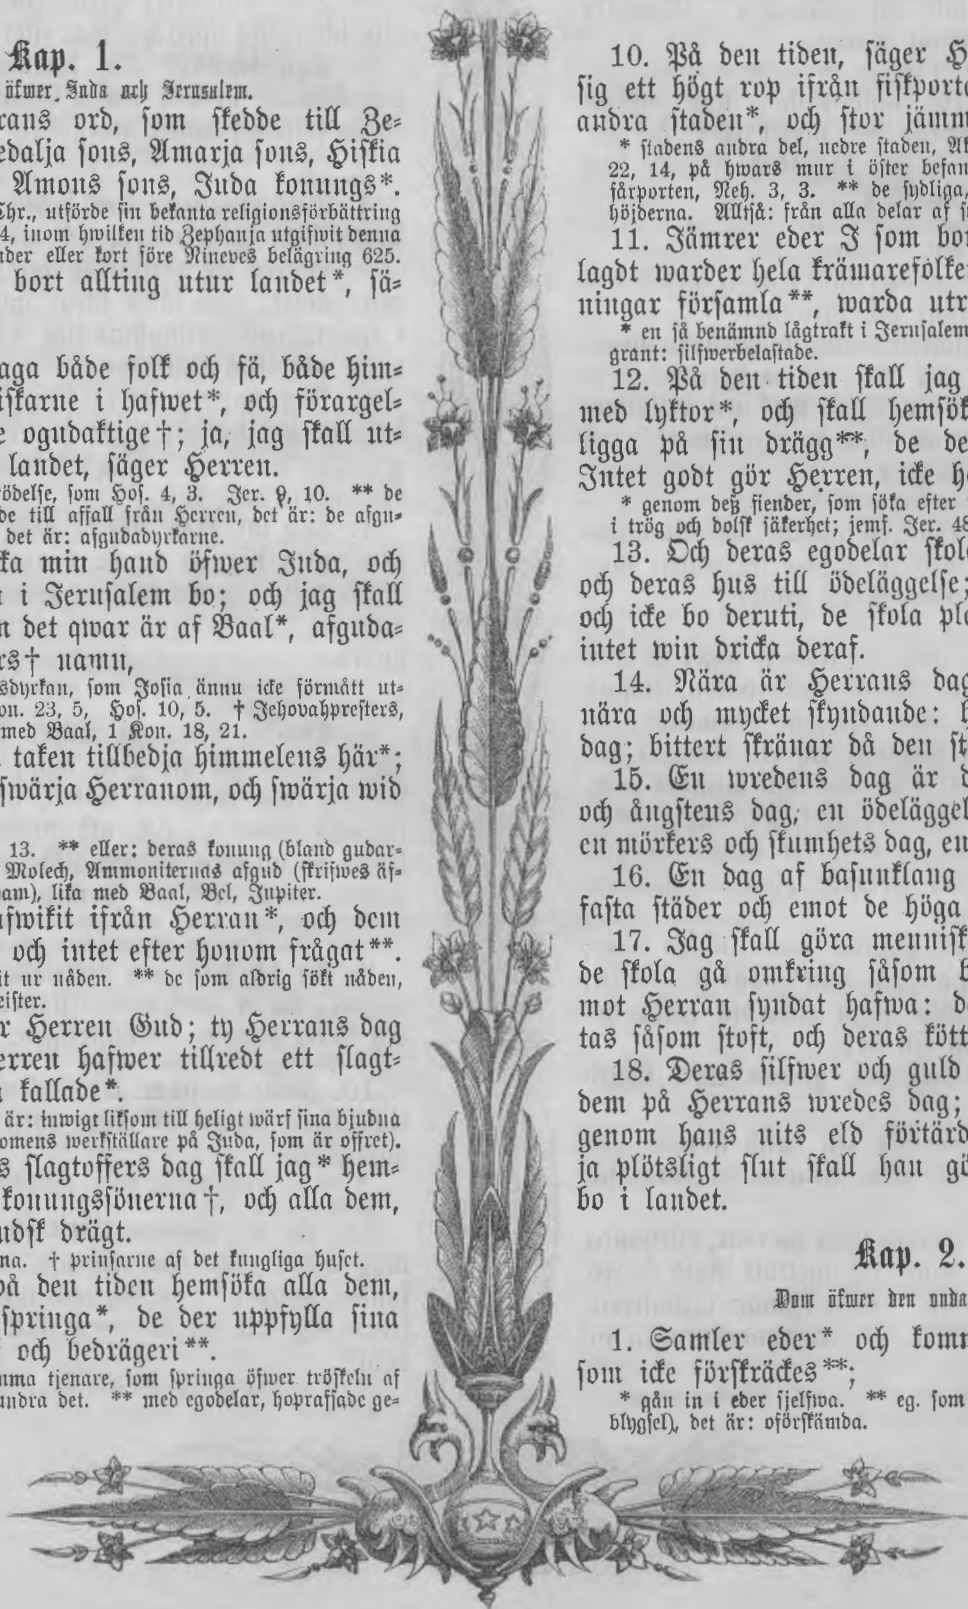 Kap. 1.
öfwer Juda och Jerusalem.
rans ord, som skedde till Ze=
edalja sons, Amarja sons, Hiskia
Amons sons, Juda konungs*.
Chr., utförde sin bekanta religionsförbättring
4, inom hwilken tid Zephanja utgifwit denna
nder eller kort före Nineves belägring 625.
bort allting utur landet*, sä=
aga både folk och fä, både him=
iskarne i hafwet*, och förargel=
e ogudaktige†; ja, jag skall ut=
landet, säger Herren.
ödelse, som Hos. 4, 3. Jer. 9, 10. ** de
de till affall från Herren, det är: de afgu=
det är: afgudadyrkarne.
ka min hand öfwer Juda, och
i Jerusalem bo; och jag skall
n det qwar är af Baal*, afguda=
rs† namn,
sdyrkan, som Josia ännu icke förmått ut=
on. 23, 5, Hos. 10, 5. † Jehovahpresters,
med Baal, 1 Kon. 18, 21.
taken tillbedja himmelens här*;
swärja Herranom, och swärja wid
13. ** eller: deras konung (bland gudar=
Molech, Ammoniternas afgud (skrifwes äf=
am), lika med Baal, Bel, Jupiter.
afwikit ifrån Herran*, och dem
och intet efter honom frågat**.
it ur nåden. ** de som aldrig sökt nåden,
eister.
r Herren Gud; ty Herrans dag
erren hafwer tillredt ett slagt=
kallade*.
är: inwigt liksom till heligt wärf sina bjudna
omens werkställare på Juda, som är offret).
s slagtoffers dag skall jag* hem=
konungssönerna†, och alla dem,
ndsk drägt.
na. † prinsarne af det kungliga huset.
på den tiden hemsöka alla dem,
springa*, de der uppfylla sina
och bedrägeri**.
mma tjenare, som springa öfwer tröskeln af
andra det. ** med egodelar, hoprassade ge=
10. På den tiden, säger H
sig ett högt rop ifrån fiskport
andra staden*, och stor jämm
* stadens andra del, nedre staden,
22, 14, på hwars mur i öster befan
fårporten, Neh. 3, 3. ** de sydliga,
höjderna. Alltså: från alla delar af s
11. Jämrer eder J som bo
lagdt warder hela krämarefolke
ningar församla**, warda utr
* en så benämnd lågtrakt i Jerusalem
grant: silfwerbelastade.
12. På den tiden skall jag
med lyktor*, och skall hemsök
ligga på sin drägg**, de de
Intet godt gör Herren, icke h
* genom deß fiender, som söka efter
i trög och dolsk säkerhet; jemf. Jer. 48
13. Och deras egodelar skol
och deras hus till ödeläggelse;
och icke bo deruti, de skola pl
intet win dricka deraf.
14. Nära är Herrans dag
nära och mycket skyndande:
dag; bittert skränar då den st
15. En wredens dag är d
och ångstens dag, en ödeläggel
en mörkers och skumhets dag, en
16. En dag af basunklang
fasta städer och emot de höga
17. Jag skall göra mennisk
de skola gå omkring såsom b
mot Herran syndat hafwa: d
tas såsom stoft, och deras kött
18. Deras silfwer och guld
dem på Herrans wredes dag;
genom hans nits eld förtärd
ja plötsligt slut skall han gö
bo i landet.
Kap. 2.
Dom öfwer den onda
1. Samler eder* och komm
som icke förskräckes**;
* gån in i eder sjelfwa. ** eg. som
blygsel), det är: oförskämda.